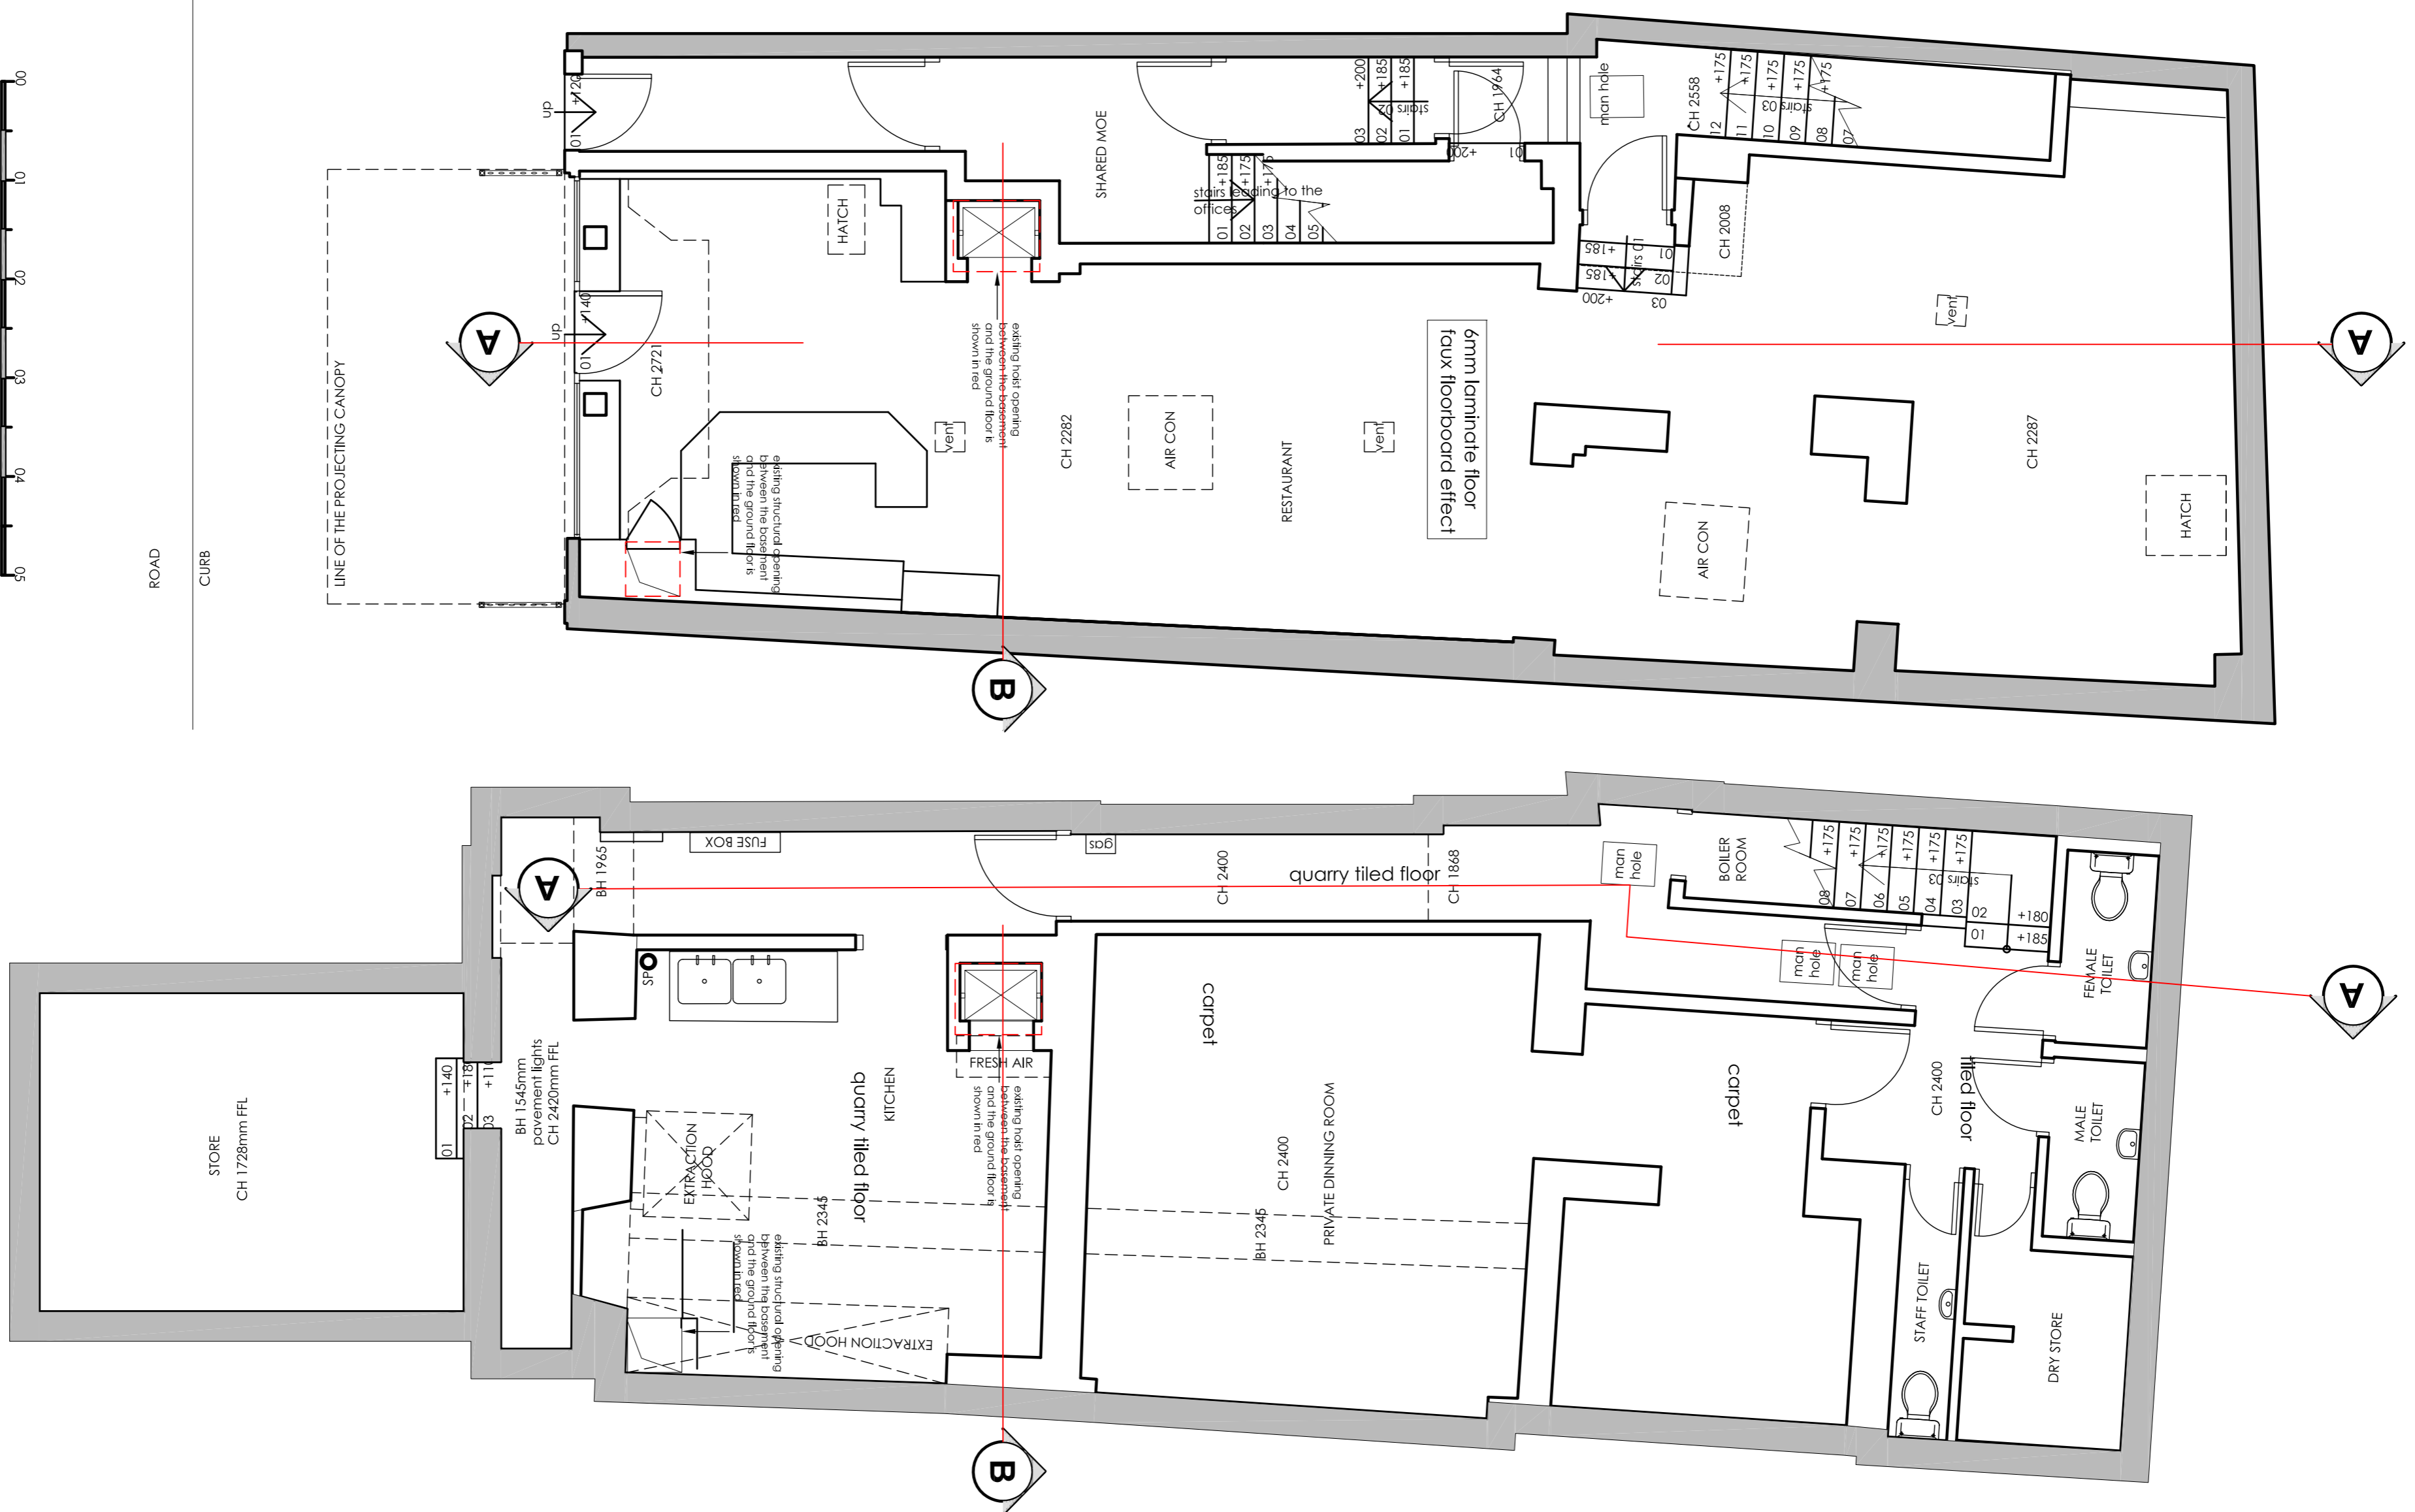 00
01
02
03
04
05
ROAD
CURB
LINE OF THE PROJECTING CANOPY
up
01
+120
up
01
+140
CH 2721
HATCH
existing structural opening
between the basement
and the ground floor is
shown in red
existing hoist opening
between the basement
and the ground floor is
shown in red
vent
CH 2282
SHARED MOE
AIR CON
stairs leading to the
offices
01
02
03
04
05
+185
+175
+175
RESTAURANT
vent
03
02
01
+200
+185
+185
stairs 02
6mm laminate floor
faux floorboard effect
CH 1964
+200
01
man hole
stairs 01
+185
+185
+200
01
02
03
CH 2558
CH 2008
12
11
10
09
08
07
+175
+175
+175
+175
+175
stairs 03
AIR CON
vent
CH 2287
HATCH
A
A
B
STORE
CH 1728mm FFL
01
02
03
+140
+180
+110
BH 1545mm
pavement lights
CH 2420mm FFL
A
BH 1965
SP
FUSE BOX
EXTRACTION
HOOD
existing structural opening
between the basement
and the ground floor is
shown in red
BH 2345
quarry tiled floor
KITCHEN
EXTRACTION HOOD
FRESH AIR
existing hoist opening
between the basement
and the ground floor is
shown in red
gas
CH 2400
quarry tiled floor
CH 1868
carpet
BH 2345
CH 2400
PRIVATE DINNING ROOM
man
hole
BOILER
ROOM
carpet
man
hole
man
hole
08
07
06
05
04
03
02
01
+175
+175
+175
+175
+175
+175
+180
+185
stairs 03
CH 2400
tiled floor
FEMALE
TOILET
MALE
TOILET
STAFF TOILET
DRY STORE
A
B